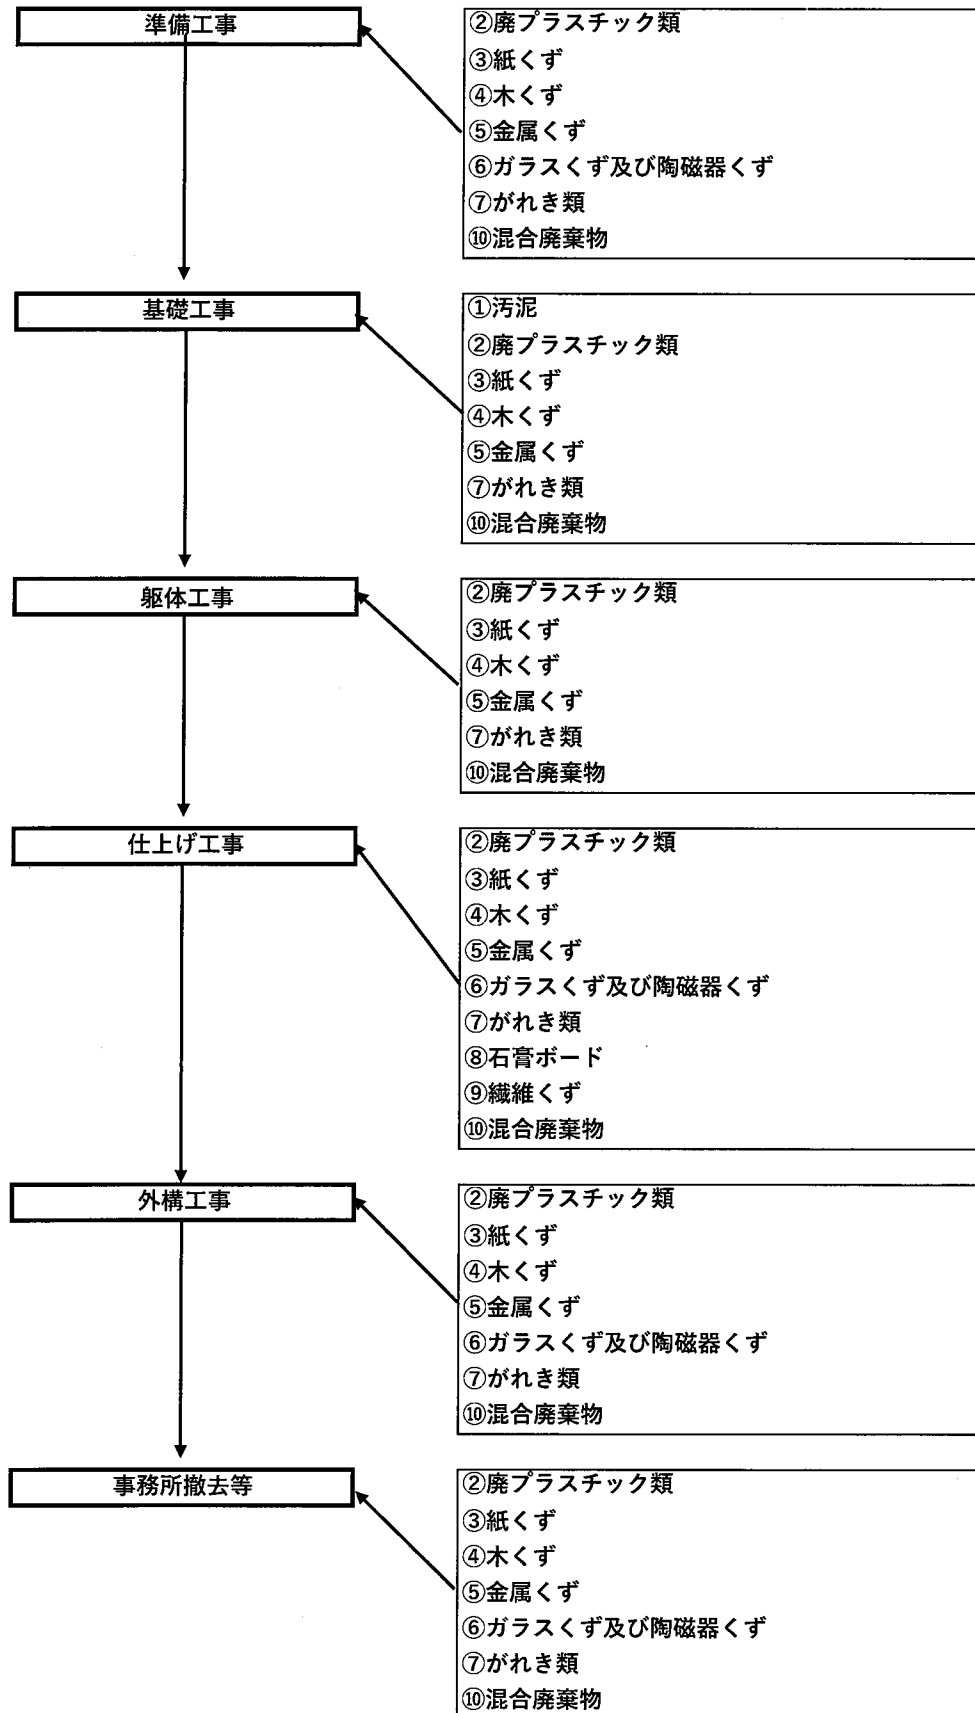 準備工事
②廃プラスチック類
③紙くず
④木くず
⑤金属くず
⑥ガラスくず及び陶磁器くず
⑦がれき類
⑩混合廃棄物
基礎工事
①汚泥
②廃プラスチック類
③紙くず
④木くず
⑤金属くず
⑦がれき類
⑩混合廃棄物
躯体工事
②廃プラスチック類
③紙くず
④木くず
⑤金属くず
⑦がれき類
⑩混合廃棄物
仕上げ工事
②廃プラスチック類
③紙くず
④木くず
⑤金属くず
⑥ガラスくず及び陶磁器くず
⑦がれき類
⑧石膏ボード
⑨繊維くず
⑩混合廃棄物
外構工事
②廃プラスチック類
③紙くず
④木くず
⑤金属くず
⑥ガラスくず及び陶磁器くず
⑦がれき類
⑩混合廃棄物
事務所撤去等
②廃プラスチック類
③紙くず
④木くず
⑤金属くず
⑥ガラスくず及び陶磁器くず
⑦がれき類
⑩混合廃棄物